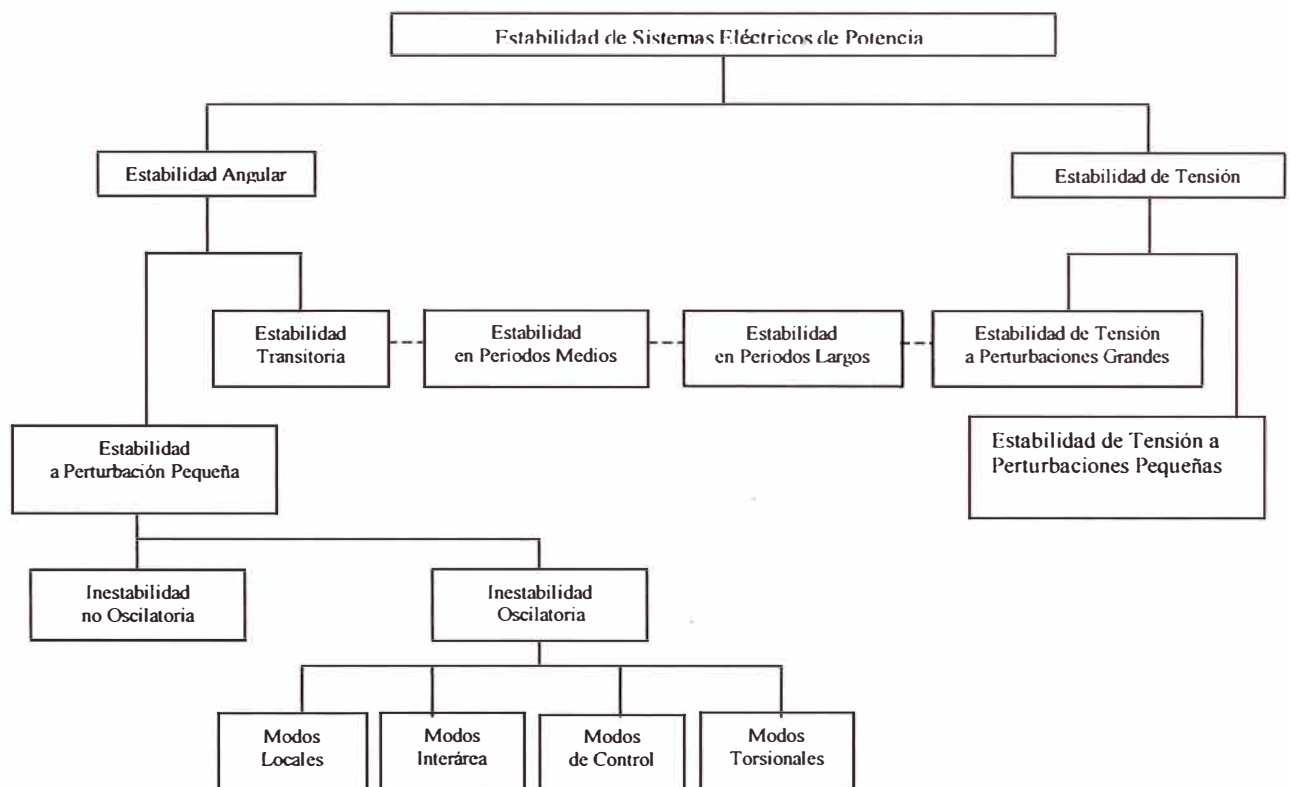 Estabilidad de Sistemas Eléctricos de Potencia
Estabilidad Angular
Estabilidad de Tensión
Estabilidad
Transitoria
Estabilidad
en Periodos Medios
Estabilidad
en Periodos Largos
Estabilidad de Tensión
a Perturbaciones Grandes
Estabilidad
a Perturbación Pequeña
Estabilidad de Tensión a
Perturbaciones Pequeñas
Inestabilidad
no Oscilatoria
Inestabilidad
Oscilatoria
Modos
Locales
Modos
Interárea
Modos
de Control
Modos
Torsionales